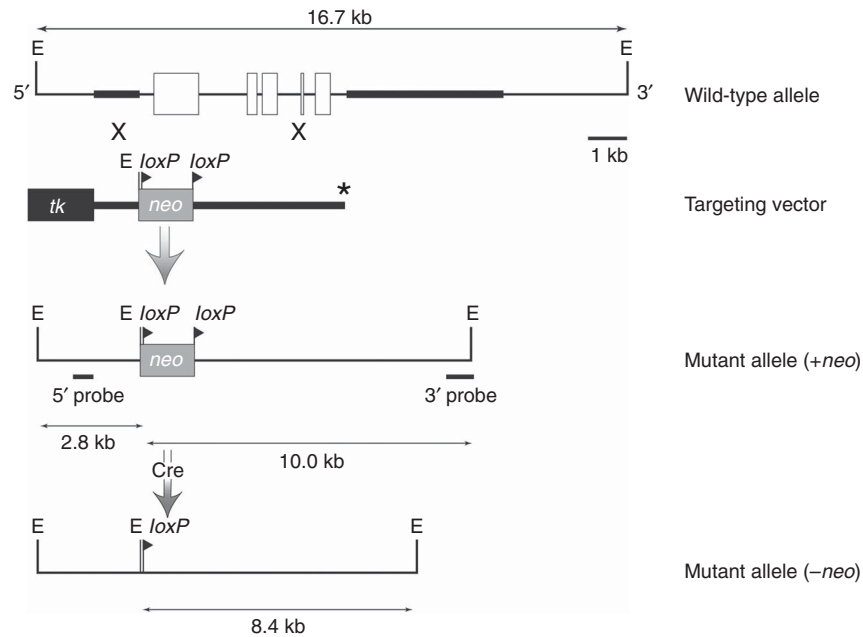 16.7 kb
E E
5′ 3′ Wild-type allele
X X
1 kb
E loxP loxP
*
tk neo Targeting vector
E E loxP loxP E
neo Mutant allele (+neo)
5′ probe 3′ probe
2.8 kb
10.0 kb
Cre
E E loxP E
Mutant allele (–neo)
8.4 kb